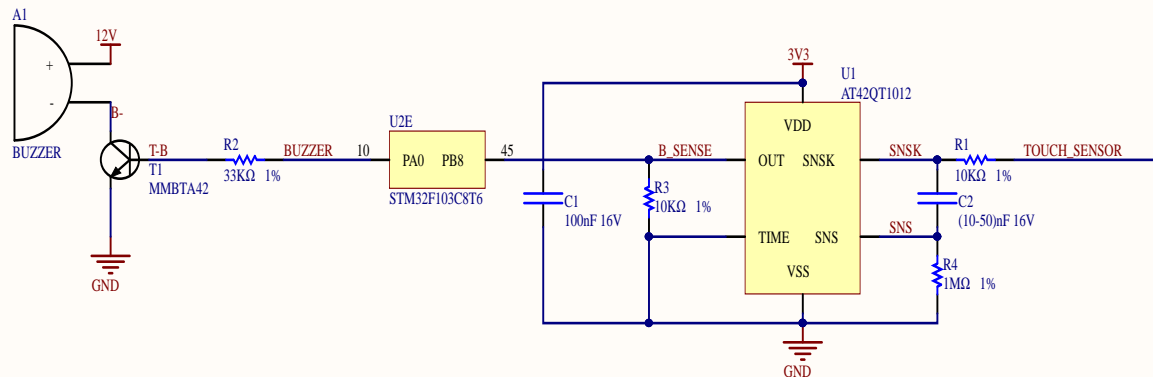 A1
12V
+
-
B-
BUZZER
T-B
T1
MMBTA42
GND
R2
33KΩ 1%
BUZZER
10
U2E
PA0 PB8
45
STM32F103C8T6
C1
100nF 16V
B_SENSE
R3
10KΩ 1%
3V3
U1
AT42QT1012
VDD
OUT SNSK
TIME SNS
VSS
GND
SNSK
R1
10KΩ 1%
TOUCH_SENSOR
C2
(10-50)nF 16V
SNS
R4
1MΩ 1%